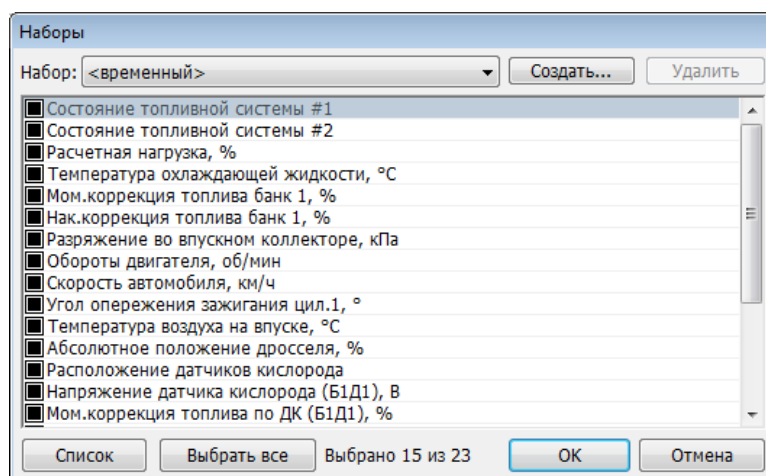 Наборы
Набор: <временный> Создать... Удалить
Состояние топливной системы #1
Состояние топливной системы #2
Расчетная нагрузка, %
Температура охлаждающей жидкости, °C
Мом.коррекция топлива банк 1, %
Нак.коррекция топлива банк 1, %
Разряжение во впускном коллекторе, кПа
Обороты двигателя, об/мин
Скорость автомобиля, км/ч
Угол опережения зажигания цил.1, °
Температура воздуха на впуске, °C
Абсолютное положение дросселя, %
Расположение датчиков кислорода
Напряжение датчика кислорода (Б1Д1), В
Мом.коррекция топлива по ДК (Б1Д1), %
Список Выбрать все Выбрано 15 из 23 OK Отмена